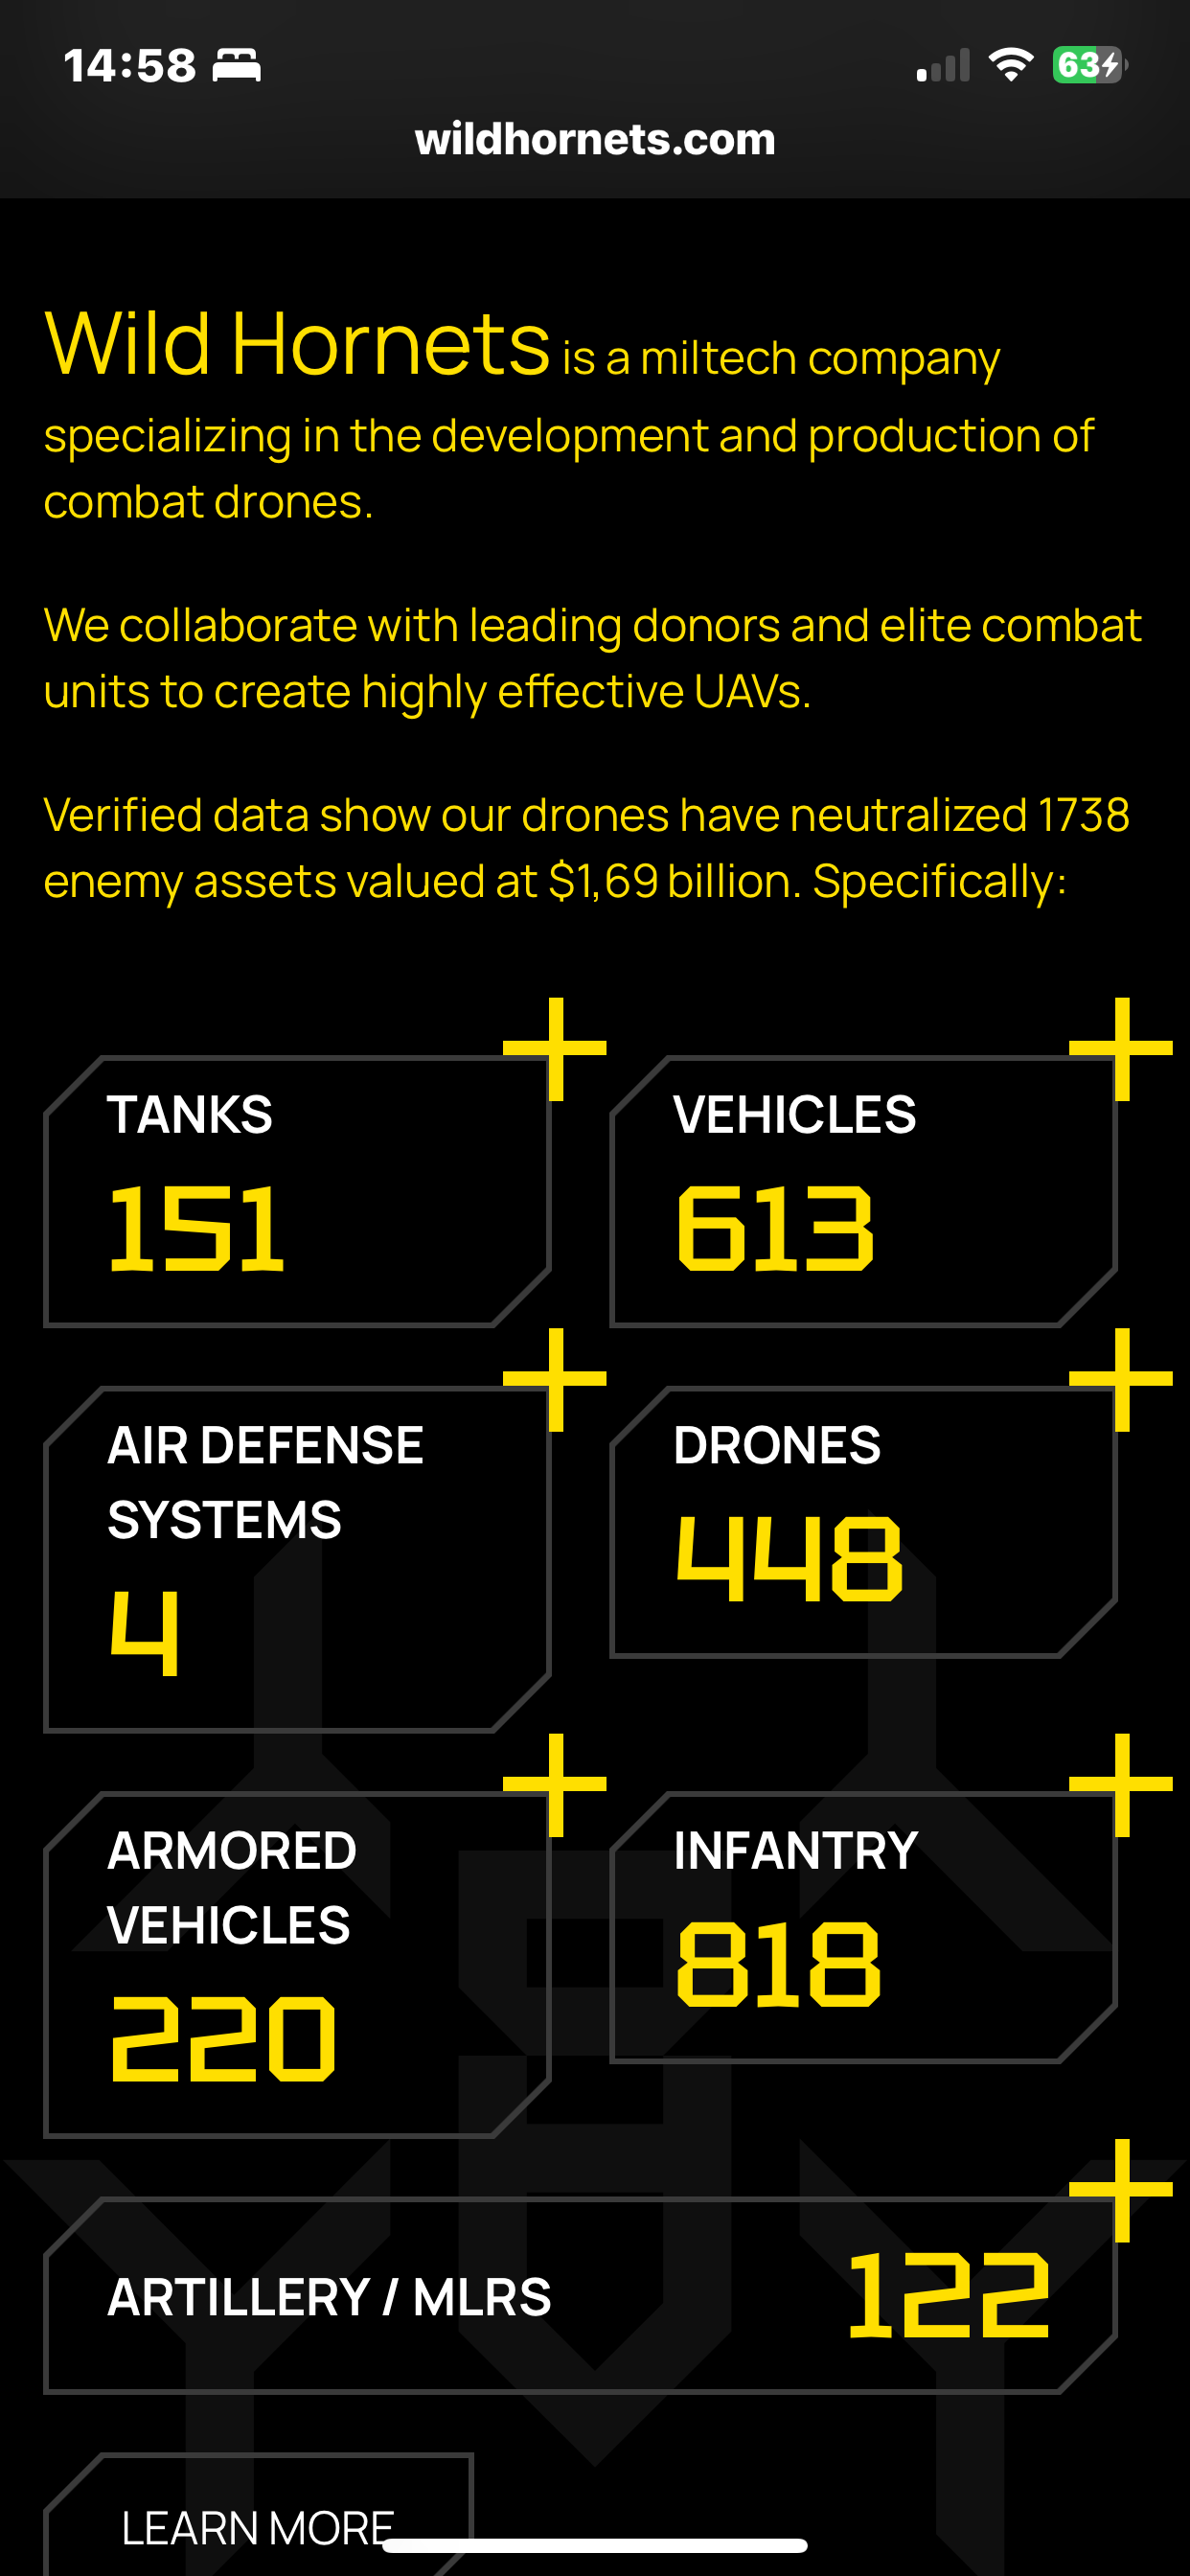 14:58
63
wildhornets.com
Wild Hornets is a miltech company
specializing in the development and production of
combat drones.
We collaborate with leading donors and elite combat
units to create highly effective UAVs.
Verified data show our drones have neutralized 1738
enemy assets valued at $1,69 billion. Specifically:
TANKS
151
VEHICLES
613
AIR DEFENSE
SYSTEMS
4
DRONES
448
ARMORED
VEHICLES
220
INFANTRY
818
ARTILLERY / MLRS
122
LEARN MORE